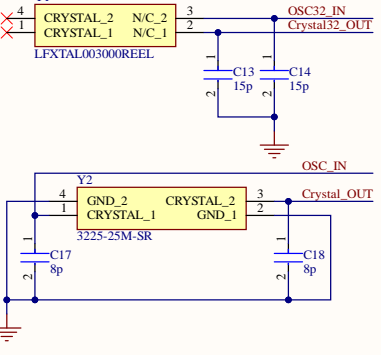 4 CRYSTAL_2 N/C_2 3 OSC32_IN
1 CRYSTAL_1 N/C_1 2 Crystal32_OUT
LFXTAL003000REEL
1 C13 1 C14
2 15p 2 15p
OSC_IN
Y2
4 GND_2 CRYSTAL_2 3 Crystal_OUT
1 CRYSTAL_1 GND_1 2
3225-25M-SR
1 C17 1 C18
2 8p 2 8p